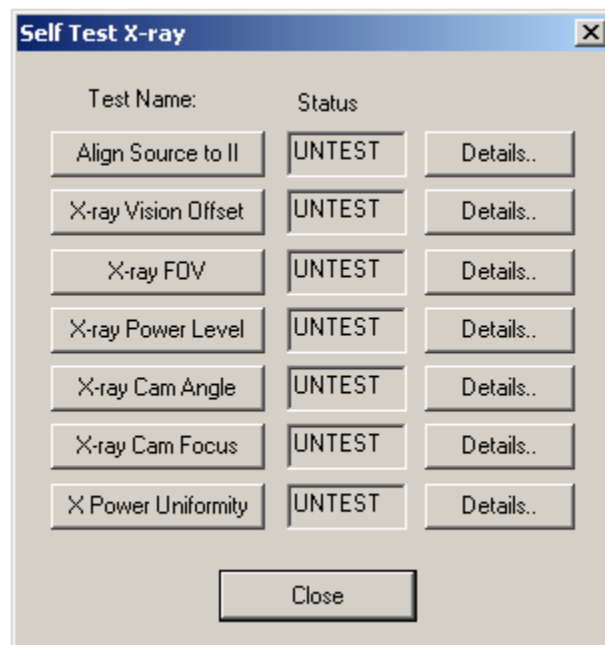 Self Test X-ray
Test Name: Status
Align Source to II UNTEST Details..
X-ray Vision Offset UNTEST Details..
X-ray FOV UNTEST Details..
X-ray Power Level UNTEST Details..
X-ray Cam Angle UNTEST Details..
X-ray Cam Focus UNTEST Details..
X Power Uniformity UNTEST Details..
Close